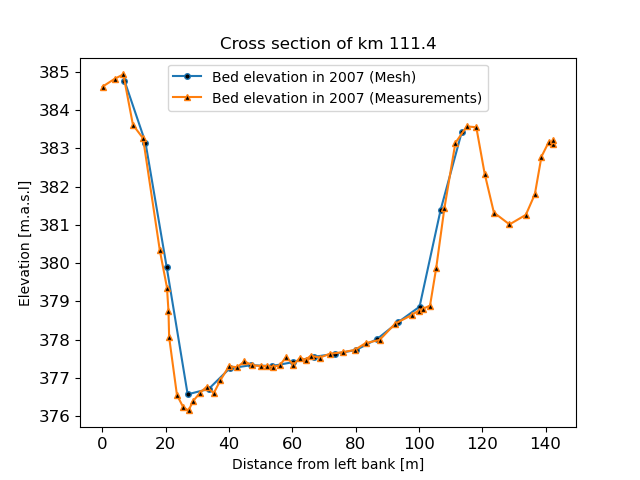 Cross section of km 111.4
Bed elevation in 2007 (Mesh)
Bed elevation in 2007 (Measurements)
Elevation [m.a.s.l]
385
384
383
382
381
380
379
378
377
376
0 20 40 60 80 100 120 140
Distance from left bank [m]